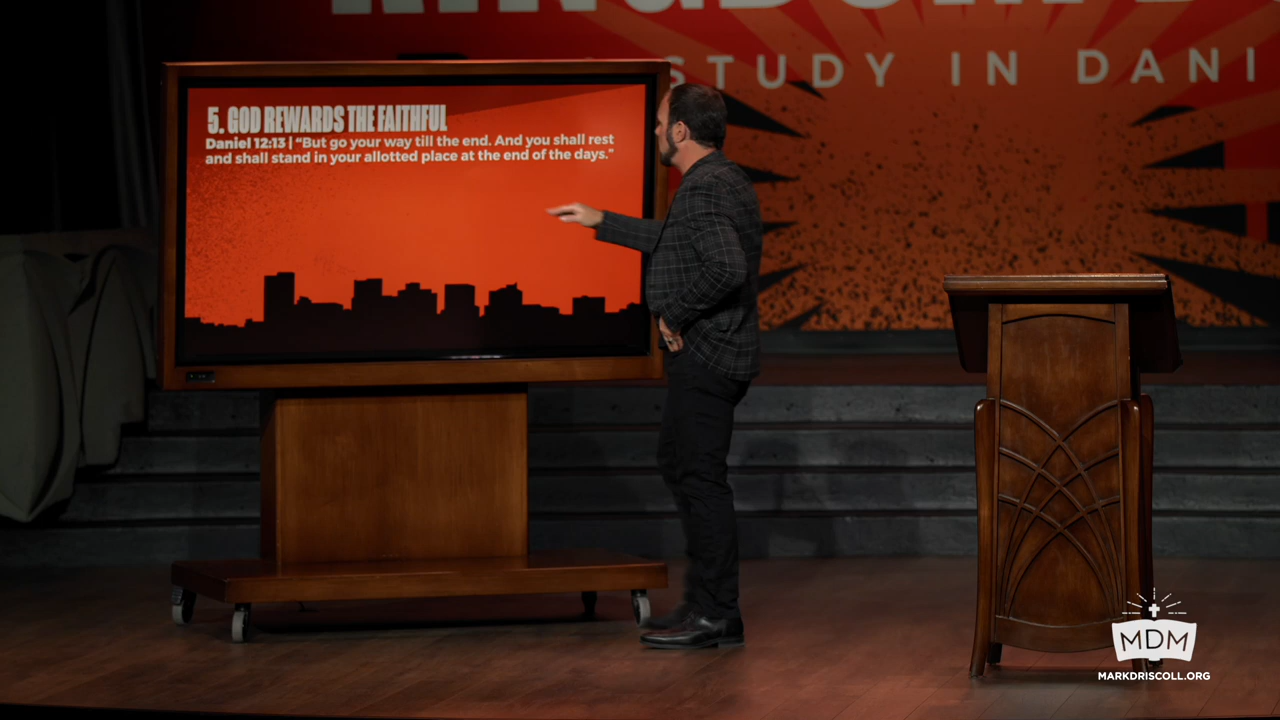 STUDY IN DANI
5. GOD REWARDS THE FAITHFUL
Daniel 12:13 | “But go your way till the end. And you shall rest
and shall stand in your allotted place at the end of the days.”
MDM
MARKDRISCOLL.ORG